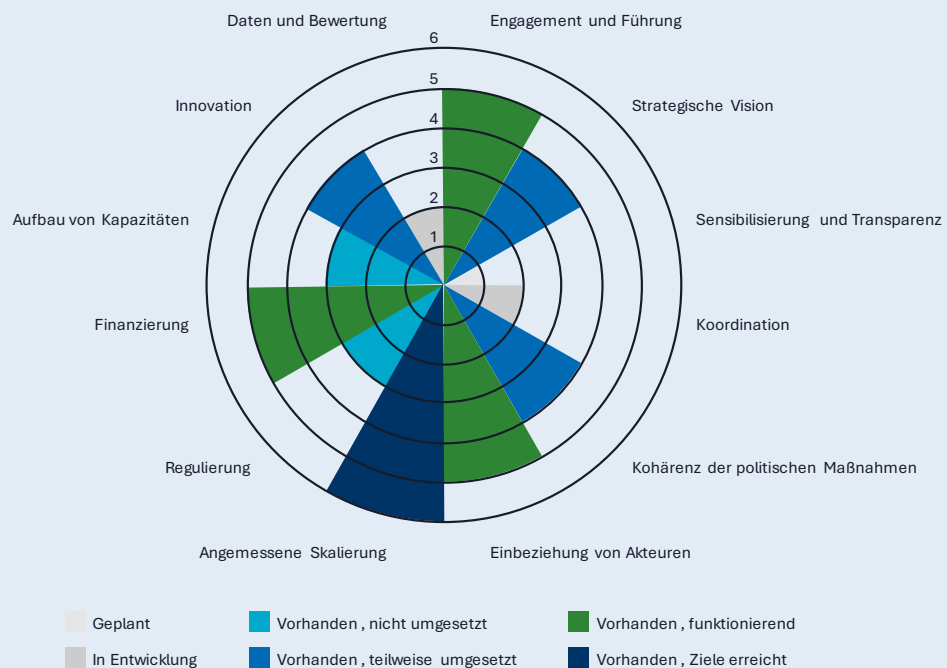 Daten und Bewertung
Engagement und Führung
6
5
4
3
2
1
Innovation
Strategische Vision
Aufbau von Kapazitäten
Sensibilisierung und Transparenz
Finanzierung
Koordination
Regulierung
Kohärenz der politischen Maßnahmen
Angemessene Skalierung
Einbeziehung von Akteuren
Geplant
Vorhanden , nicht umgesetzt
Vorhanden , funktionierend
In Entwicklung
Vorhanden , teilweise umgesetzt
Vorhanden , Ziele erreicht